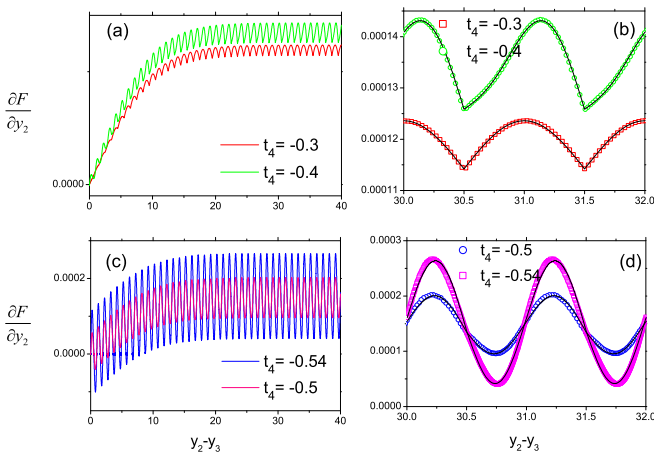 (a)
∂F
∂y₂
0.0000
t₄= -0.3
t₄= -0.4
0 10 20 30 40
(b)
t₄= -0.3
t₄= -0.4
0.00014
0.00013
0.00012
0.00011
30.0 30.5 31.0 31.5 32.0
(c)
∂F
∂y₂
0.0002
0.0000
t₄= -0.54
t₄= -0.5
0 10 20 30 40
y₂-y₃
(d)
t₄= -0.5
t₄= -0.54
0.0003
0.0002
0.0001
0.0000
30.0 30.5 31.0 31.5 32.0
y₂-y₃